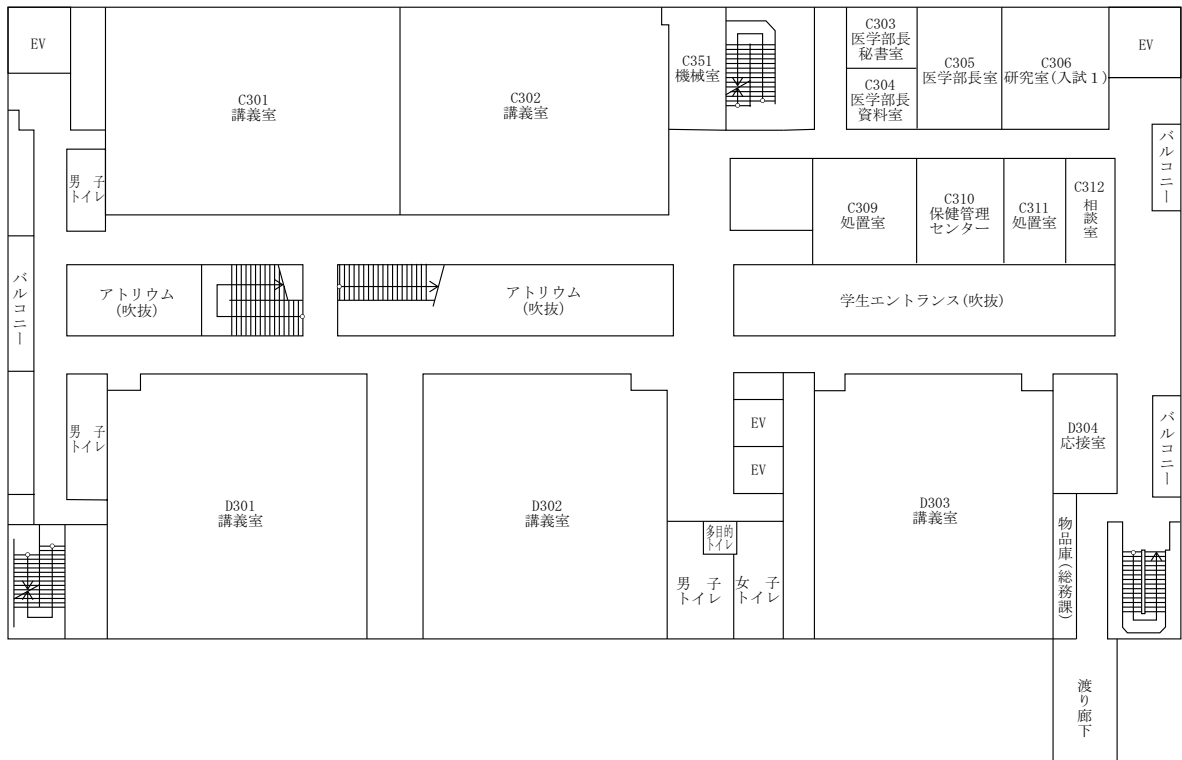 EV
C301
講義室
C302
講義室
C351
機械室
C303
医学部長
秘書室
C304
医学部長
資料室
C305
医学部長室
C306
研究室(入試１)
EV
バルコニー
男　子
トイレ
C309
処置室
C310
保健管理
センター
C311
処置室
C312
相談室
バルコニー
アトリウム
(吹抜)
アトリウム
(吹抜)
学生エントランス(吹抜)
男　子
トイレ
D301
講義室
D302
講義室
EV
EV
多目的
トイレ
男　子
トイレ
女　子
トイレ
D303
講義室
D304
応接室
バルコニー
物品庫(総務課)
渡り廊下